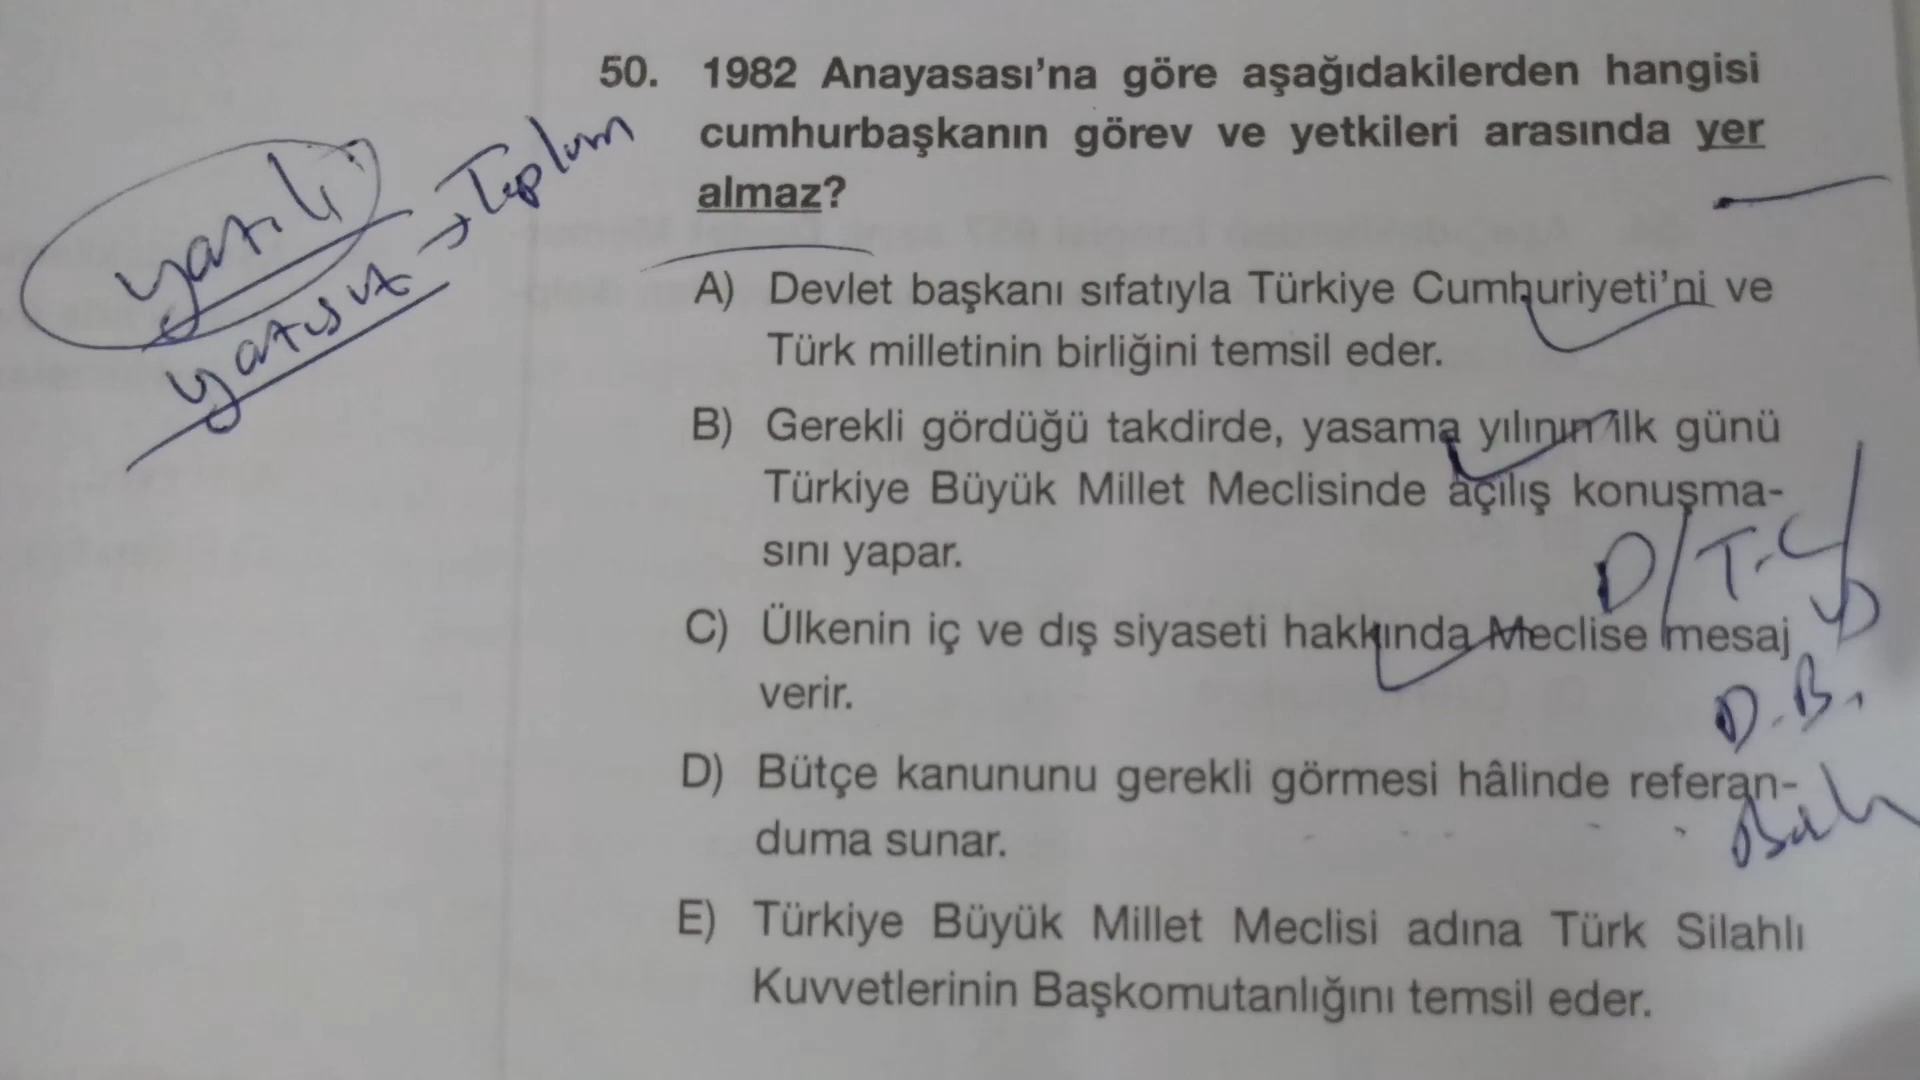 50. 1982 Anayasası'na göre aşağıdakilerden hangisi
cumhurbaşkanın görev ve yetkileri arasında yer
almaz?
yatılı
yatısız → Toplum
A) Devlet başkanı sıfatıyla Türkiye Cumhuriyeti'ni ve
Türk milletinin birliğini temsil eder.
B) Gerekli gördüğü takdirde, yasama yılının ilk günü
Türkiye Büyük Millet Meclisinde açılış konuşma-
sını yapar.
D/T.C
C) Ülkenin iç ve dış siyaseti hakkında Meclise mesaj
verir.
D.B.
D) Bütçe kanununu gerekli görmesi hâlinde referan-
duma sunar.
E) Türkiye Büyük Millet Meclisi adına Türk Silahlı
Kuvvetlerinin Başkomutanlığını temsil eder.